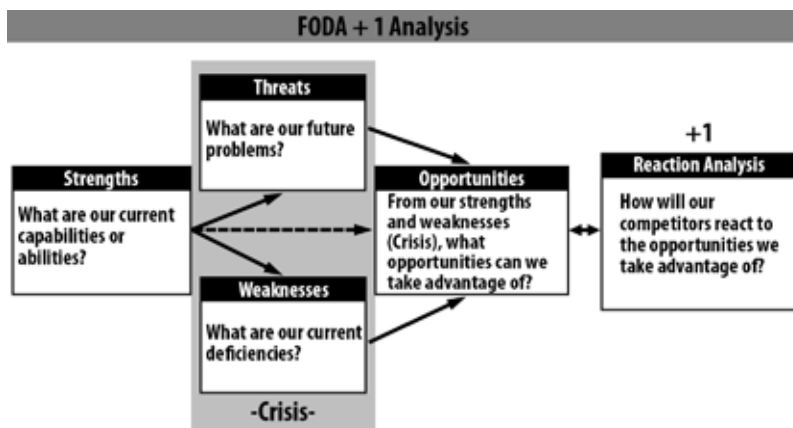 FODA + 1 Analysis
Threats
What are our future
problems?
Strengths
What are our current
capabilities or
abilities?
Weaknesses
What are our current
deficiencies?
-Crisis-
Opportunities
From our strengths
and weaknesses
(Crisis), what
opportunities can we
take advantage of?
+1
Reaction Analysis
How will our
competitors react to
the opportunities we
take advantage of?